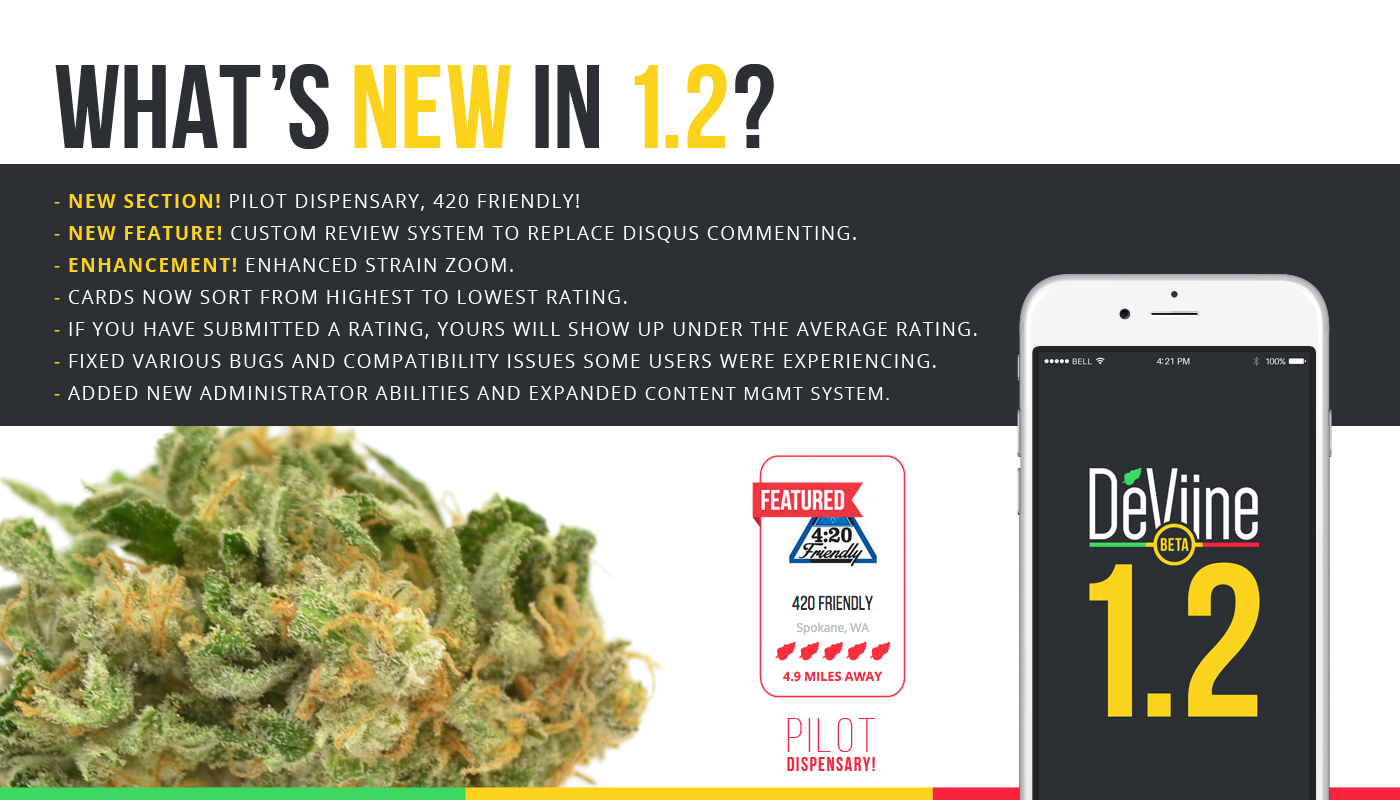 WHAT'S NEW IN 1.2?
- NEW SECTION! PILOT DISPENSARY, 420 FRIENDLY!
- NEW FEATURE! CUSTOM REVIEW SYSTEM TO REPLACE DISQUS COMMENTING.
- ENHANCEMENT! ENHANCED STRAIN ZOOM.
- CARDS NOW SORT FROM HIGHEST TO LOWEST RATING.
- IF YOU HAVE SUBMITTED A RATING, YOURS WILL SHOW UP UNDER THE AVERAGE RATING.
- FIXED VARIOUS BUGS AND COMPATIBILITY ISSUES SOME USERS WERE EXPERIENCING.
- ADDED NEW ADMINISTRATOR ABILITIES AND EXPANDED CONTENT MGMT SYSTEM.
FEATURED
4:20
Friendly
420 FRIENDLY
Spokane, WA
4.9 MILES AWAY
PILOT
DISPENSARY!
BELL 4:21 PM 100%
DéViine
BETA
1.2